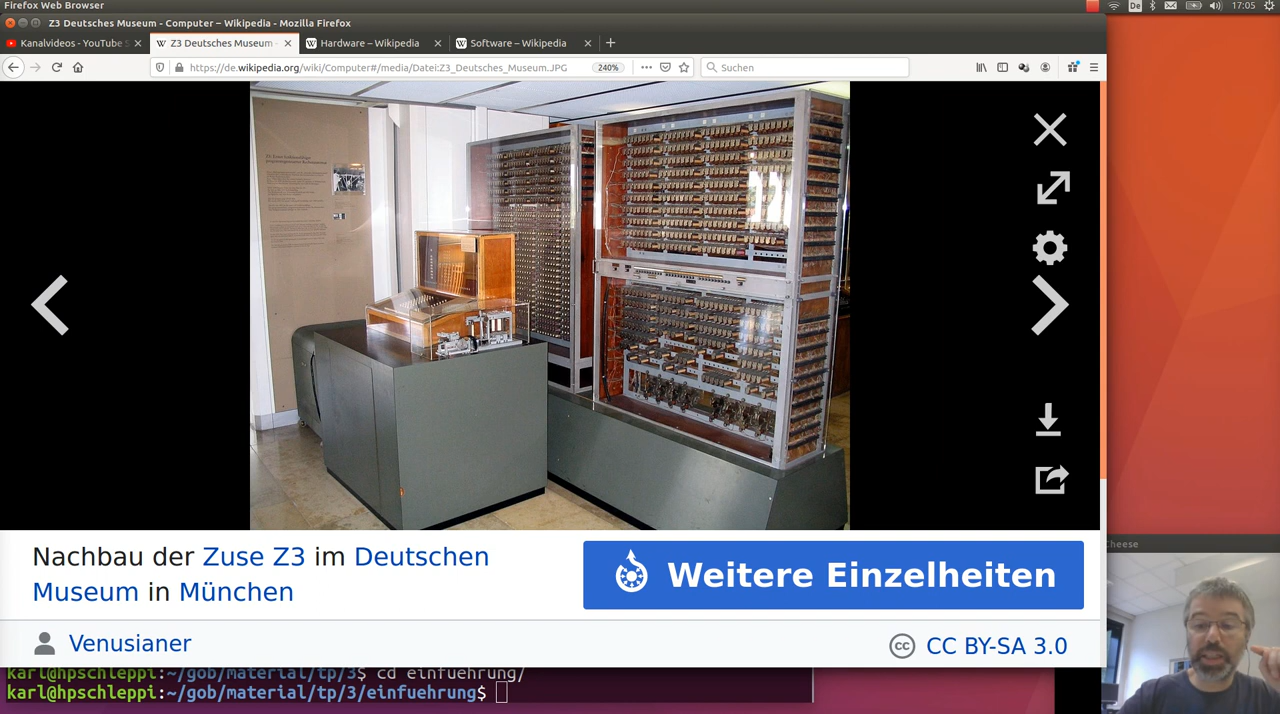 Firefox Web Browser
De
17:05
Z3 Deutsches Museum - Computer – Wikipedia - Mozilla Firefox
Kanalvideos - YouTube S
Z3 Deutsches Museum -
Hardware – Wikipedia
Software – Wikipedia
https://de.wikipedia.org/wiki/Computer#/media/Datei:Z3_Deutsches_Museum.JPG
240%
Suchen
Nachbau der Zuse Z3 im Deutschen
Museum in München
Weitere Einzelheiten
Venusianer
cc
CC BY-SA 3.0
Cheese
karl@hpschleppi:~/gob/material/tp/3$ cd einfuehrung/
karl@hpschleppi:~/gob/material/tp/3/einfuehrung$